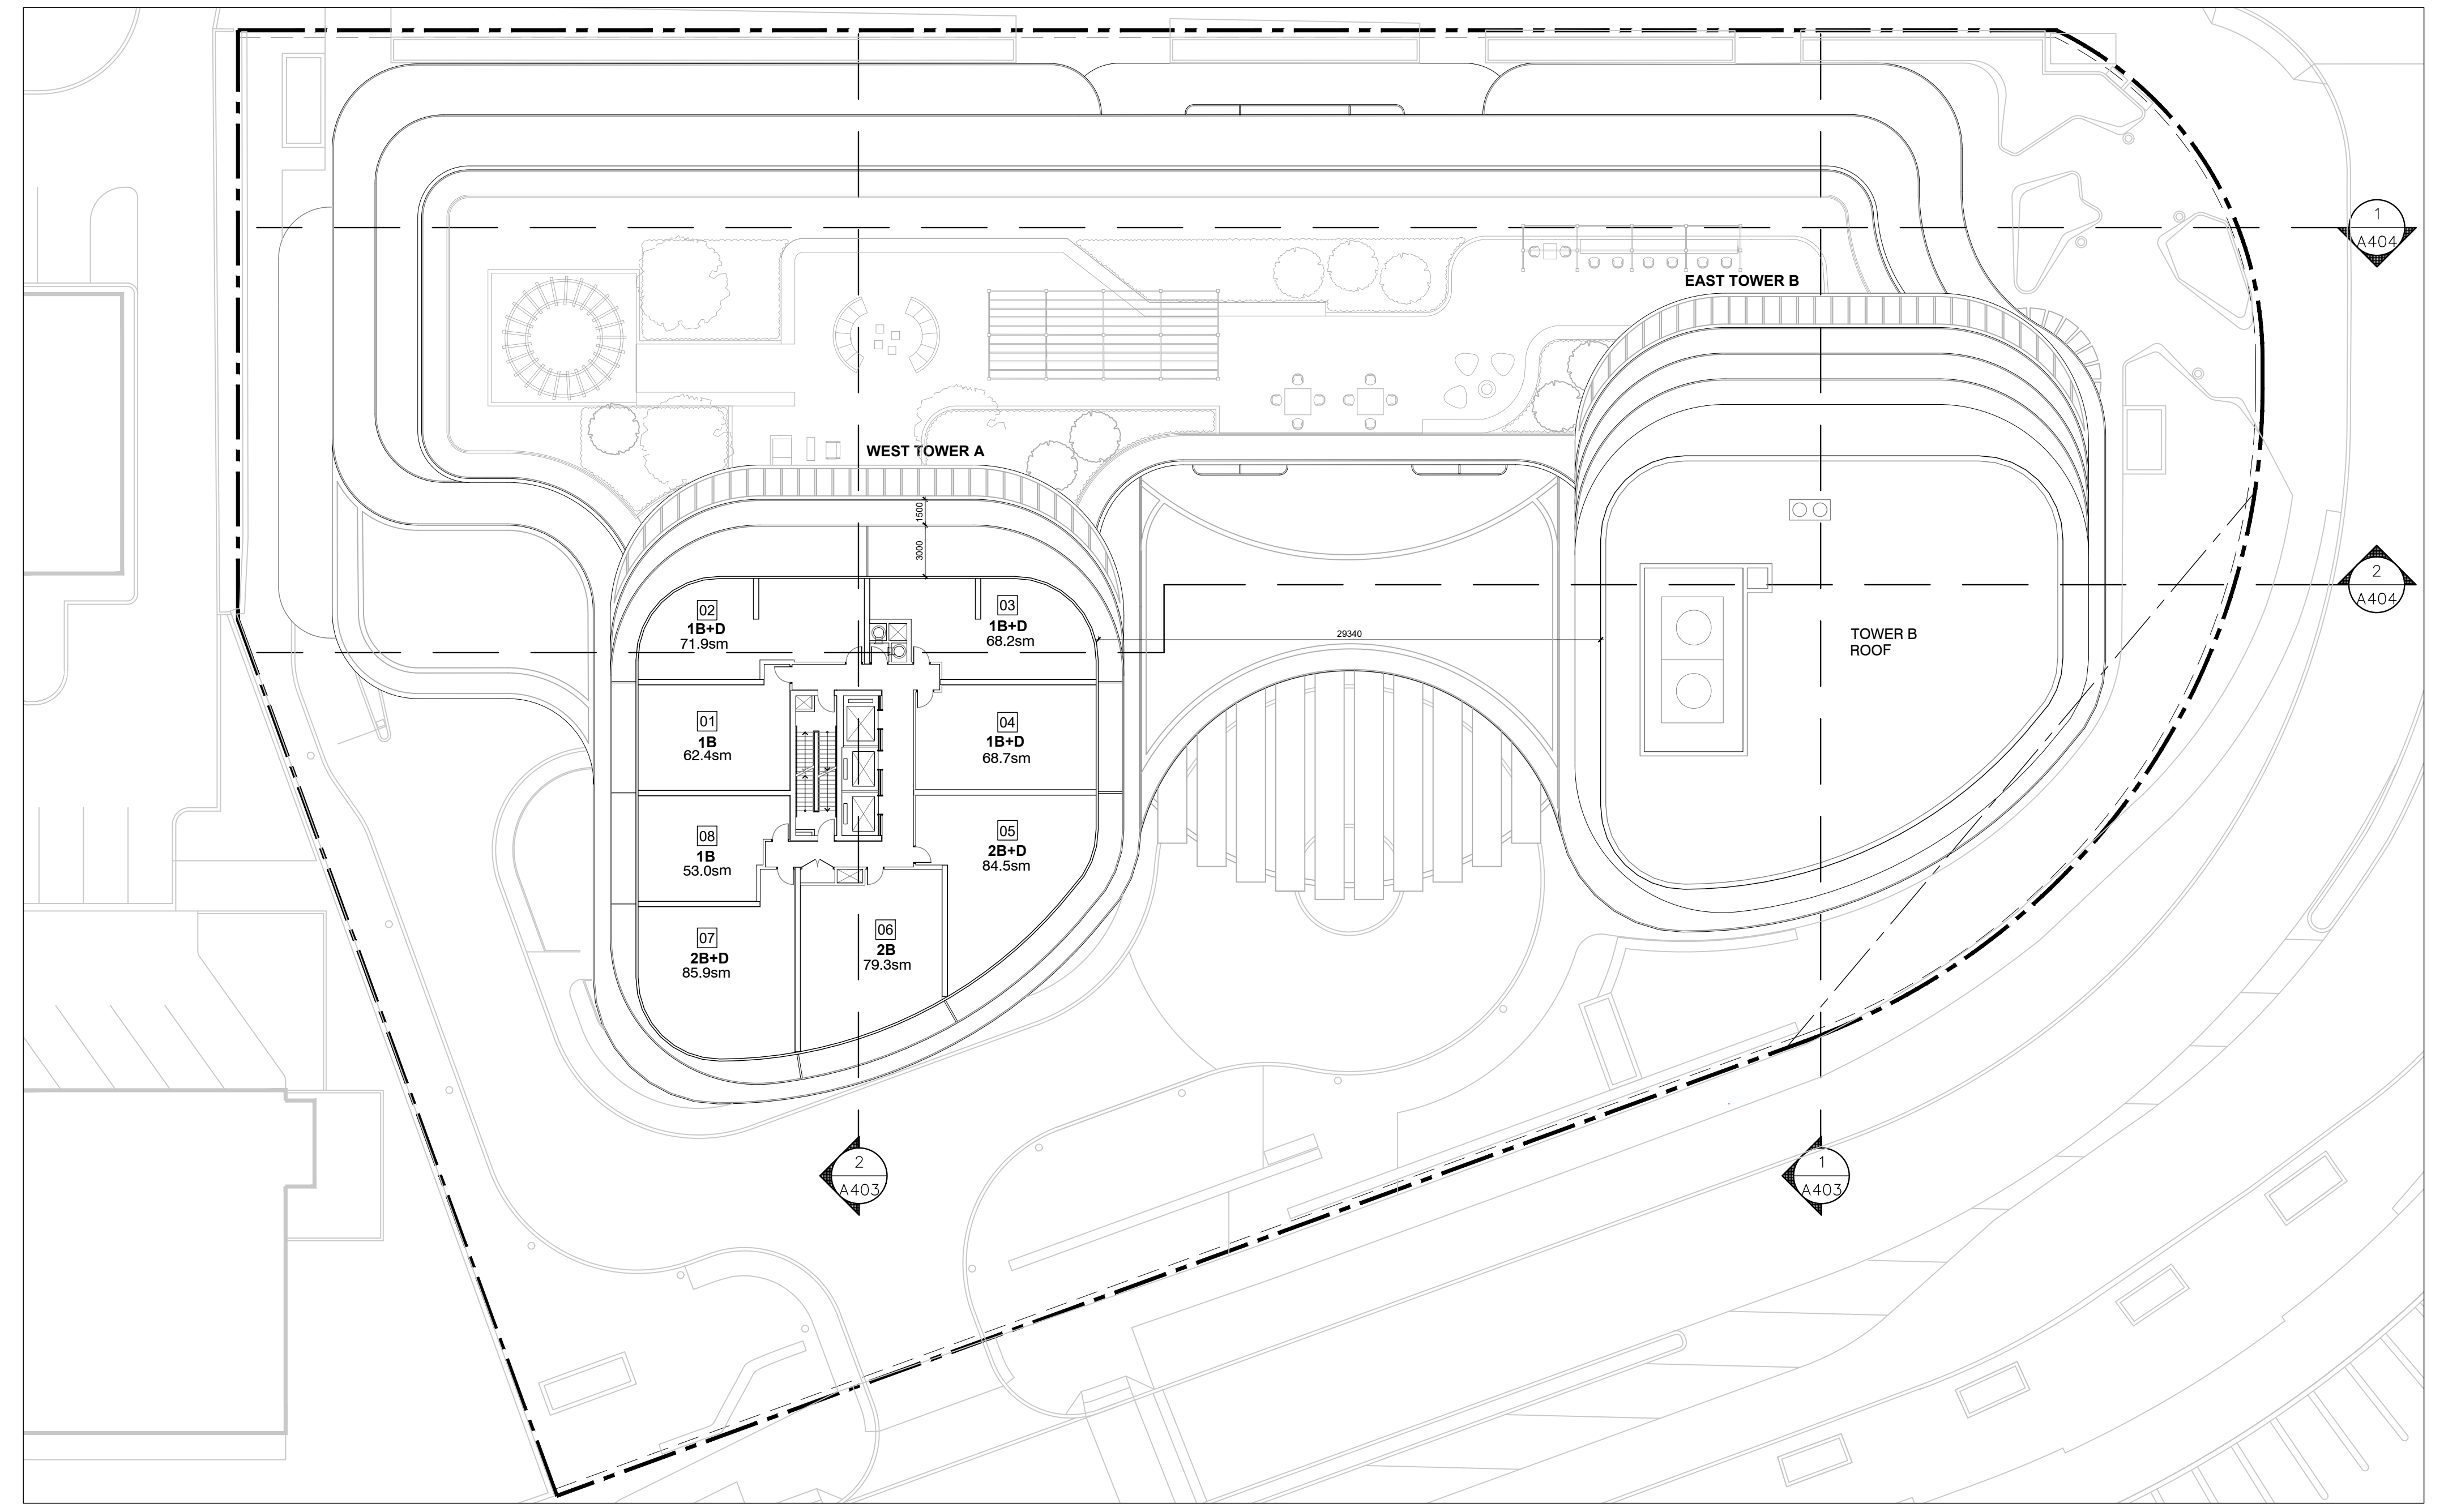 1
A404
EAST TOWER B
WEST TOWER A
1500
3000
2
A404
02
1B+D
71.9sm
03
1B+D
68.2sm
29340
TOWER B
ROOF
01
1B
62.4sm
04
1B+D
68.7sm
08
1B
53.0sm
05
2B+D
84.5sm
07
2B+D
85.9sm
06
2B
79.3sm
2
A403
1
A403